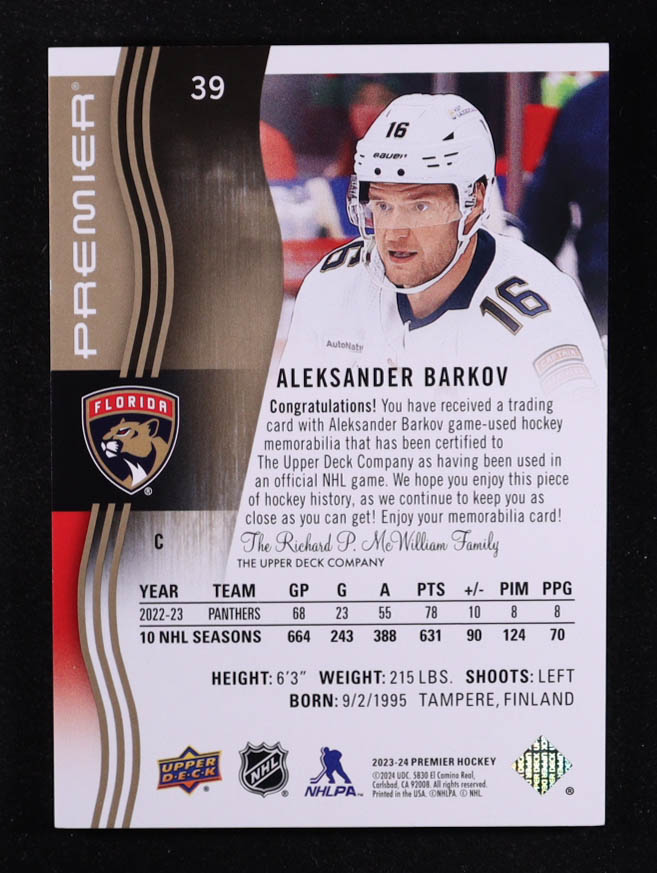 39
PREMIER®
16
BAUER
16
16
AutoNati
CAPTAIN
ALEKSANDER BARKOV
FLORIDA
®
Congratulations! You have received a trading
card with Aleksander Barkov game-used hockey
memorabilia that has been certified to
The Upper Deck Company as having been used in
an official NHL game. We hope you enjoy this piece
of hockey history, as we continue to keep you as
close as you can get! Enjoy your memorabilia card!
C
The Richard P. McWilliam Family
THE UPPER DECK COMPANY
YEAR TEAM GP G A PTS +/- PIM PPG
2022-23 PANTHERS 68 23 55 78 10 8 8
10 NHL SEASONS 664 243 388 631 90 124 70
HEIGHT: 6'3" WEIGHT: 215 LBS. SHOOTS: LEFT
BORN: 9/2/1995 TAMPERE, FINLAND
UPPER
D·E·C·K
®
NHL
®
NHLPA™
2023-24 PREMIER HOCKEY
©2024 UDC. 5830 El Camino Real,
Carlsbad, CA 92008. All rights reserved.
Printed in the USA. ©NHLPA. © NHL.
®